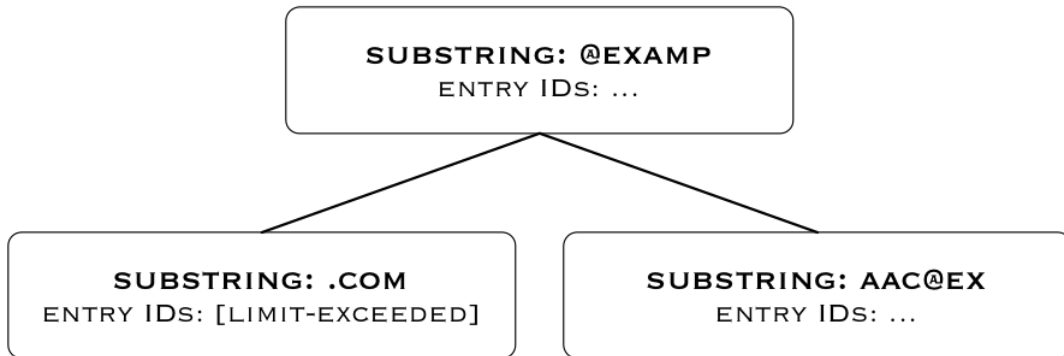 SUBSTRING: @EXAMP
ENTRY IDS: ...
SUBSTRING: .COM
ENTRY IDS: [LIMIT-EXCEEDED]
SUBSTRING: AAC@EX
ENTRY IDS: ...